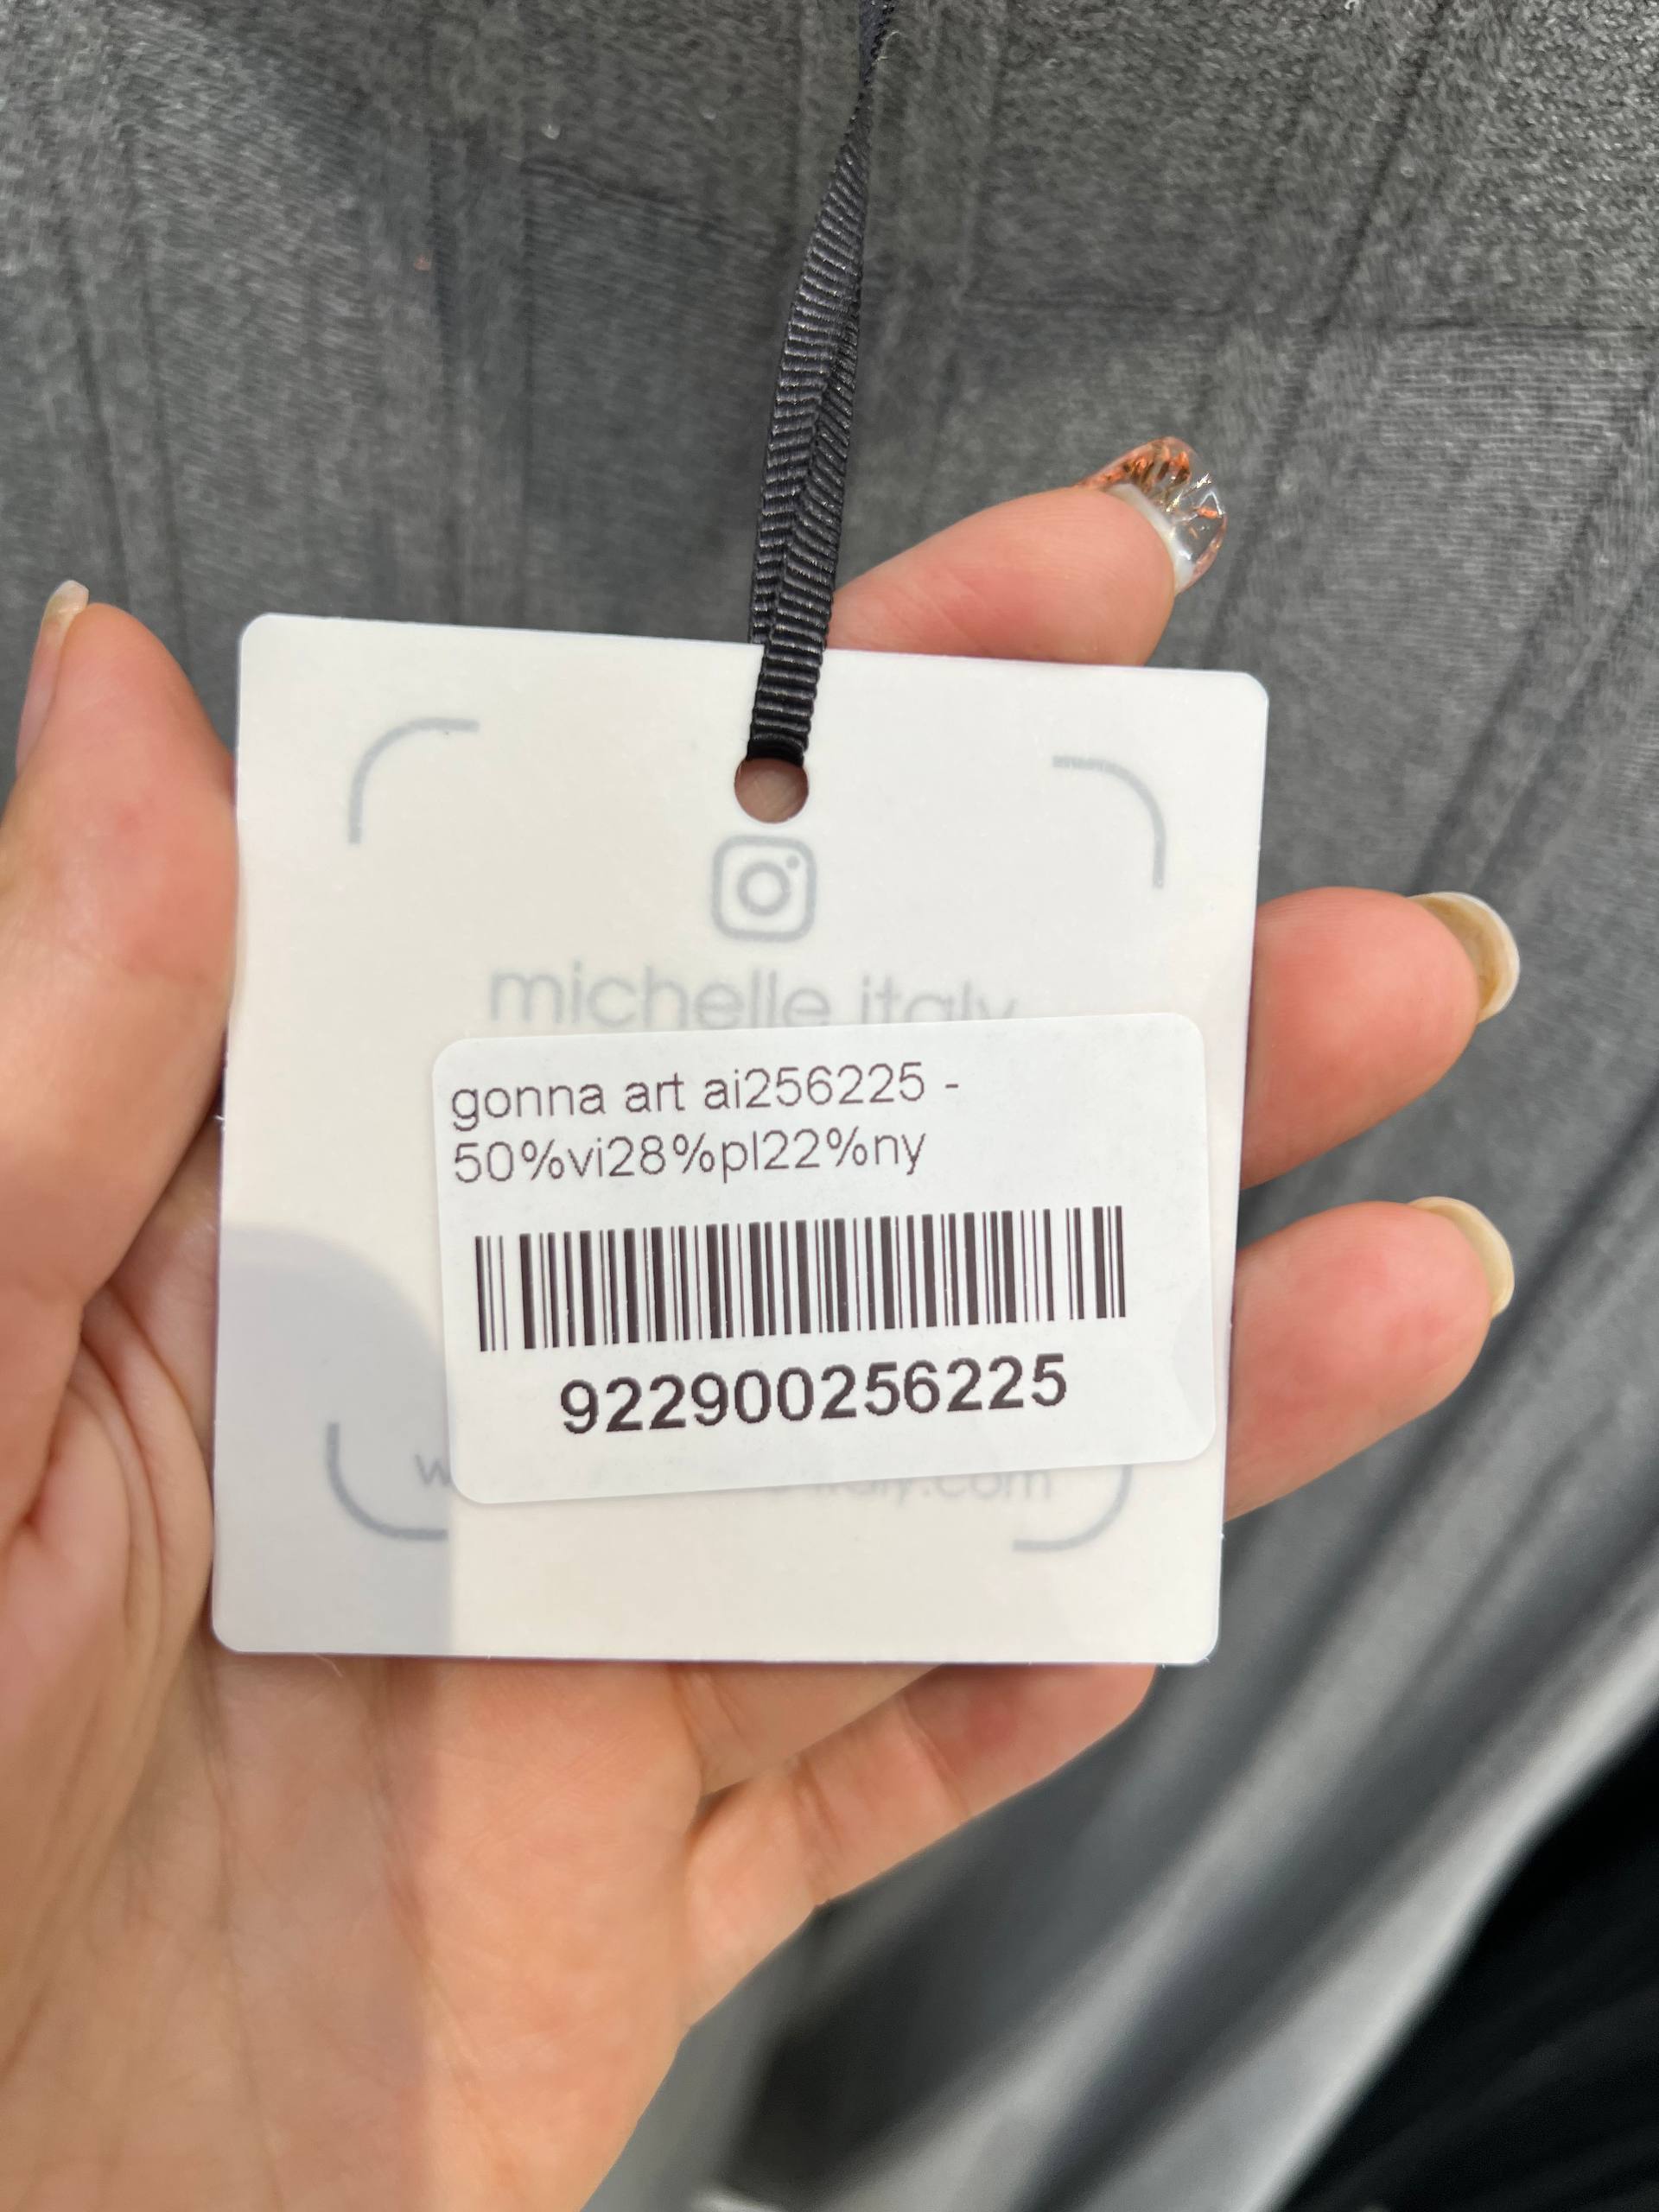 michelle italy
gonna art ai256225 -
50%vi28%pl22%ny
922900256225